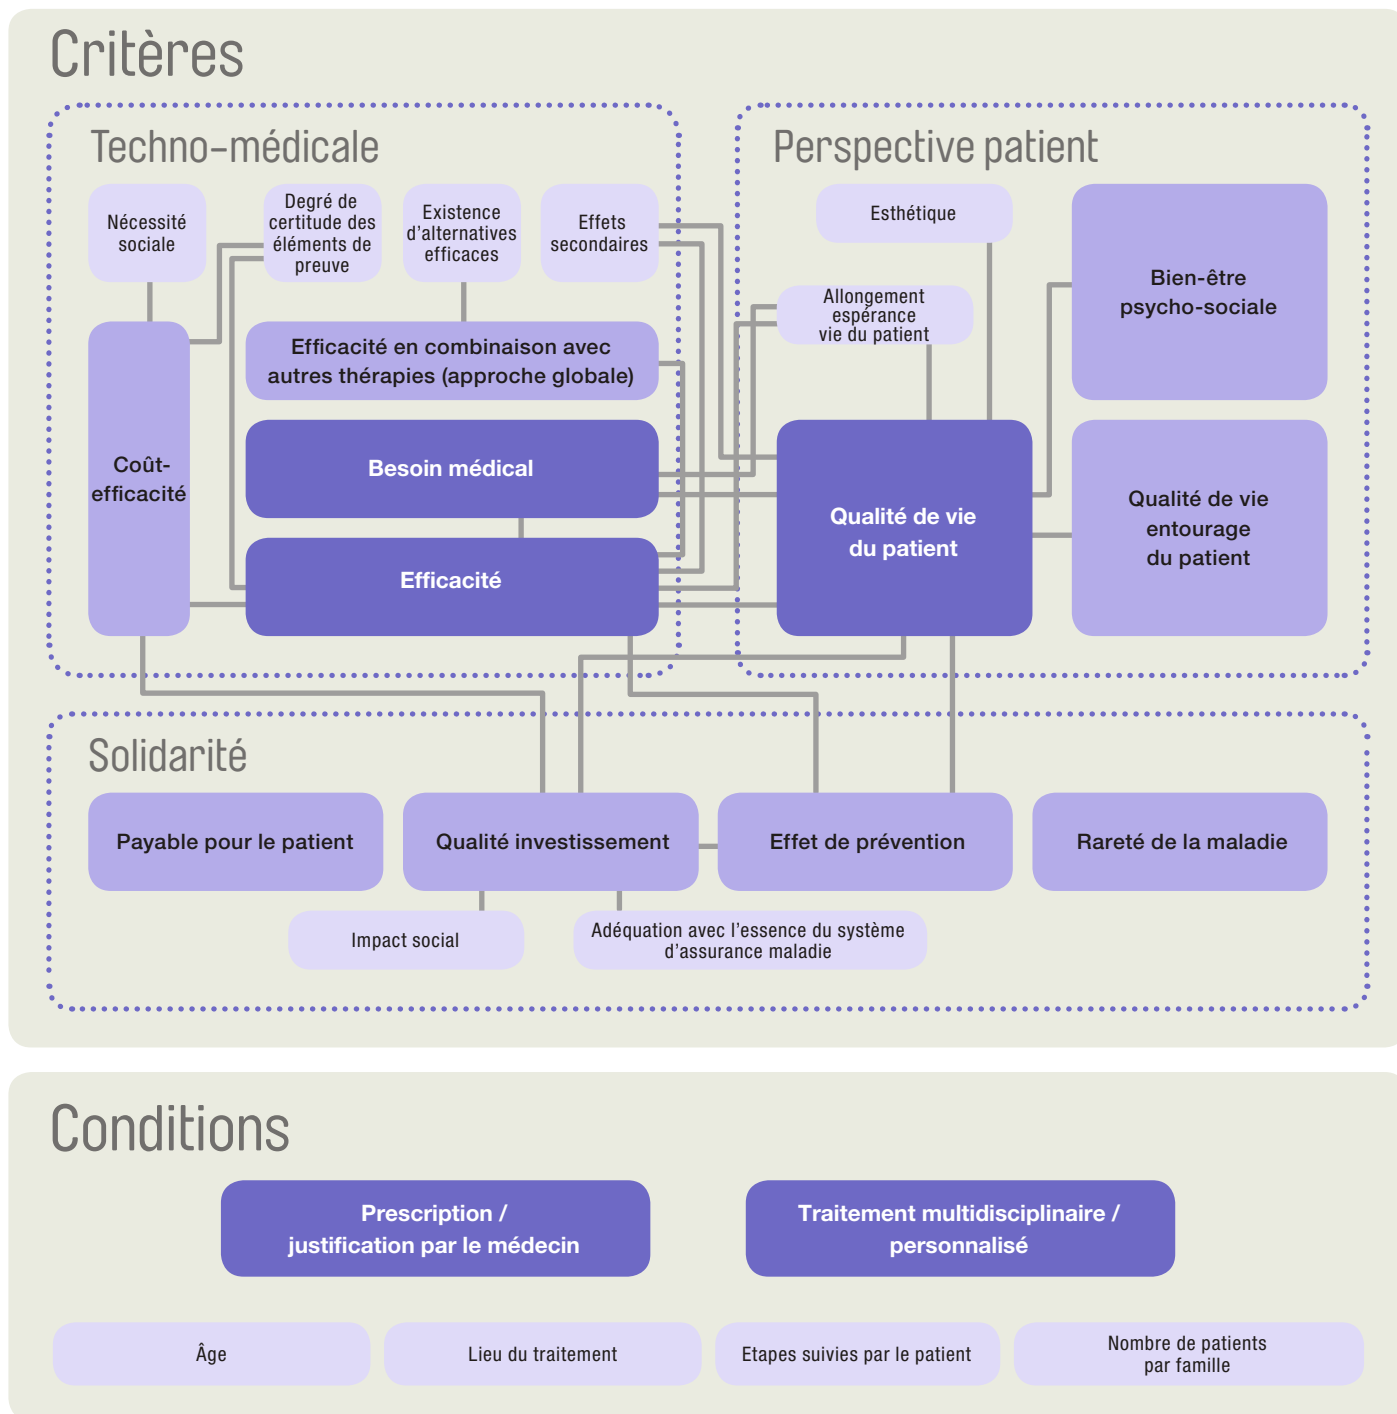 Critères
Techno-médicale
Nécessité
sociale
Degré de
certitude des
éléments de
preuve
Existence
d'alternatives
efficaces
Effets
secondaires
Efficacité en combinaison avec
autres thérapies (approche globale)
Coût-
efficacité
Besoin médical
Efficacité
Perspective patient
Esthétique
Allongement
espérance
vie du patient
Bien-être
psycho-sociale
Qualité de vie
du patient
Qualité de vie
entourage
du patient
Solidarité
Payable pour le patient
Qualité investissement
Effet de prévention
Rareté de la maladie
Impact social
Adéquation avec l'essence du système
d'assurance maladie
Conditions
Prescription /
justification par le médecin
Traitement multidisciplinaire /
personnalisé
Âge
Lieu du traitement
Etapes suivies par le patient
Nombre de patients
par famille